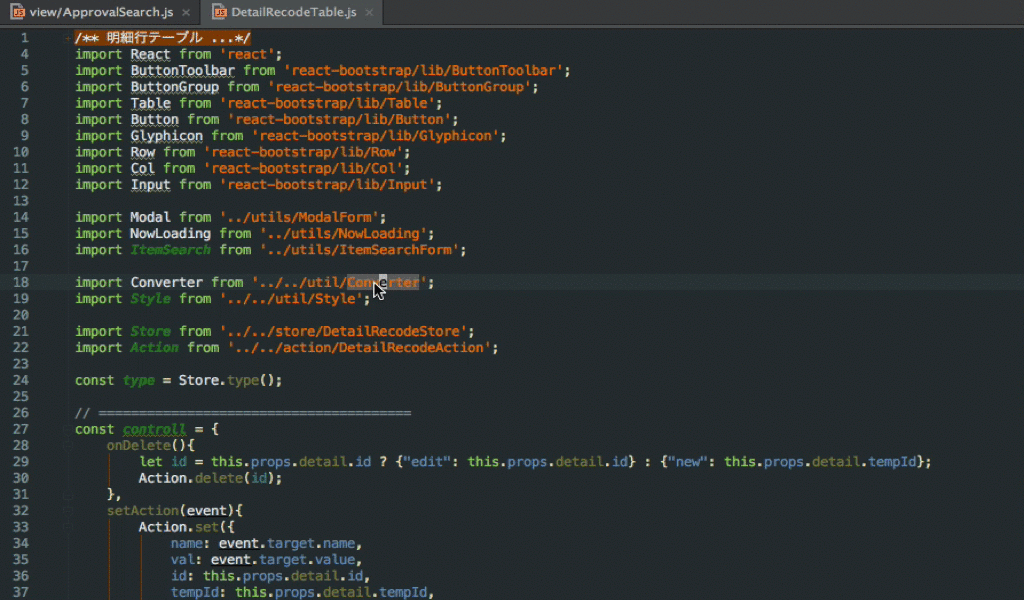 view/ApprovalSearch.js × DetailRecodeTable.js ×
1 /** 明細行テーブル ...*/
4 import React from 'react';
5 import ButtonToolbar from 'react-bootstrap/lib/ButtonToolbar';
6 import ButtonGroup from 'react-bootstrap/lib/ButtonGroup';
7 import Table from 'react-bootstrap/lib/Table';
8 import Button from 'react-bootstrap/lib/Button';
9 import Glyphicon from 'react-bootstrap/lib/Glyphicon';
10 import Row from 'react-bootstrap/lib/Row';
11 import Col from 'react-bootstrap/lib/Col';
12 import Input from 'react-bootstrap/lib/Input';
13
14 import Modal from '../utils/ModalForm';
15 import NowLoading from '../utils/NowLoading';
16 import ItemSearch from '../utils/ItemSearchForm';
17
18 import Converter from '../../util/Converter';
19 import Style from '../../util/Style';
20
21 import Store from '../../store/DetailRecodeStore';
22 import Action from '../../action/DetailRecodeAction';
23
24 const type = Store.type();
25
26 // =======================================
27 const controll = {
28 onDelete(){
29 let id = this.props.detail.id ? {"edit": this.props.detail.id} : {"new": this.props.detail.tempId};
30 Action.delete(id);
31 },
32 setAction(event){
33 Action.set({
34 name: event.target.name,
35 val: event.target.value,
36 id: this.props.detail.id,
37 tempId: this.props.detail.tempId,